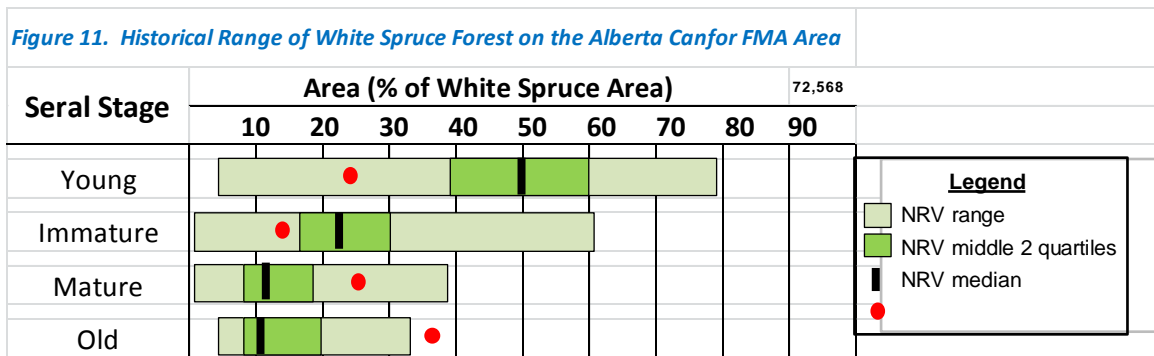 Figure 11. Historical Range of White Spruce Forest on the Alberta Canfor FMA Area
Seral Stage
Area (% of White Spruce Area)
72,568
10 20 30 40 50 60 70 80 90
Young
Immature
Mature
Old
Legend
NRV range
NRV middle 2 quartiles
NRV median